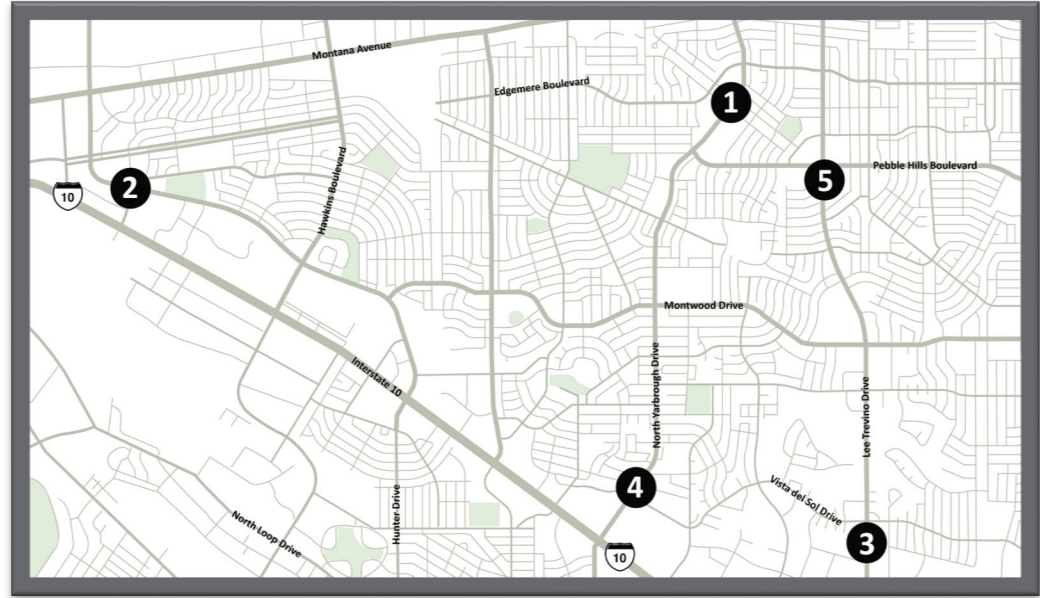 Montana Avenue
Edgemere Boulevard
1
Hawkins Boulevard
Pebble Hills Boulevard
2
5
10
Montwood Drive
Interstate 10
North Yarbrough Drive
Lee Trevino Drive
4
Vista del Sol Drive
Hunter Drive
North Loop Drive
3
10